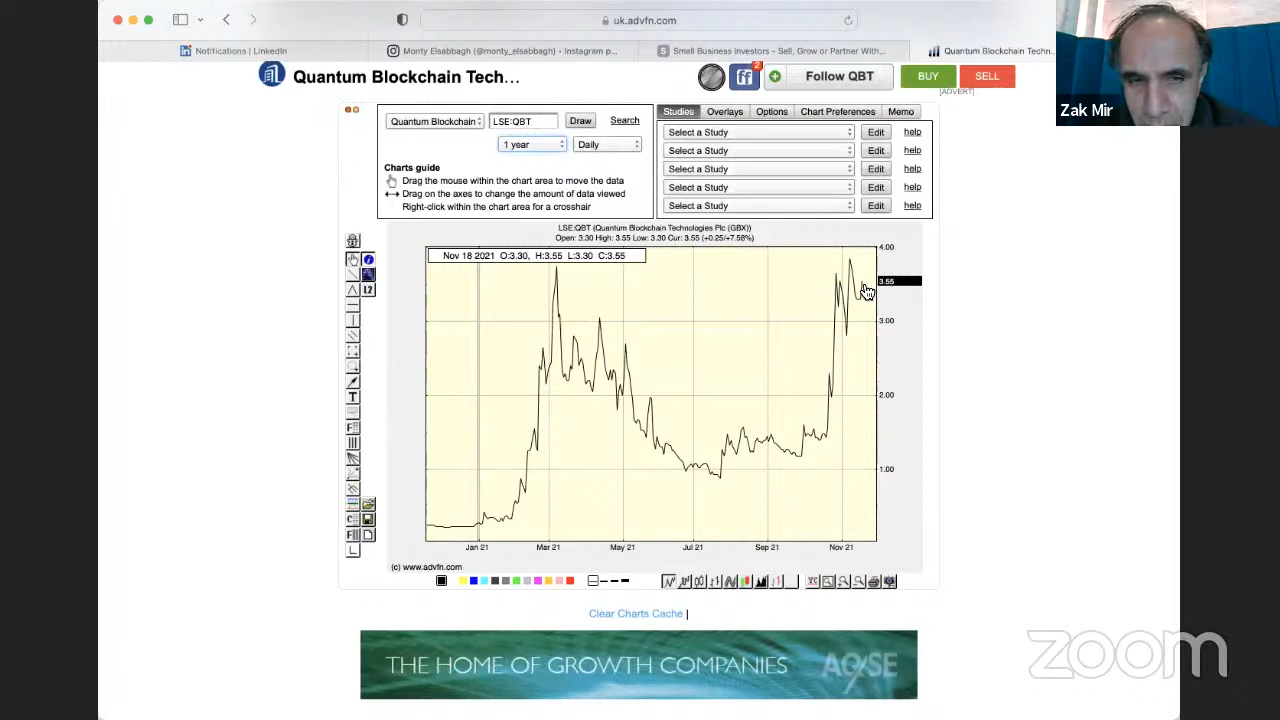 uk.advfn.com
Notifications | LinkedIn
Monty Elsabbagh (@monty_elsabbagh) • Instagram p...
Small Business Investors - Sell, Grow or Partner With...
Quantum Blockchain Techn...
Quantum Blockchain Tech...
2
Follow QBT
BUY
SELL
[ADVERT]
Zak Mir
Quantum Blockchain
LSE:QBT
Draw
Search
1 year
Daily
Charts guide
Drag the mouse within the chart area to move the data
Drag on the axes to change the amount of data viewed
Right-click within the chart area for a crosshair
Studies
Overlays
Options
Chart Preferences
Memo
Select a Study
Edit
help
Select a Study
Edit
help
Select a Study
Edit
help
Select a Study
Edit
help
Select a Study
Edit
help
LSE:QBT (Quantum Blockchain Technologies Plc (GBX))
Open: 3.30 High: 3.55 Low: 3.30 Cur: 3.55 (+0.25/+7.58%)
Nov 18 2021 O:3.30, H:3.55 L:3.30 C:3.55
4.00
3.55
3.00
2.00
1.00
L2
T
Jan 21
Mar 21
May 21
Jul 21
Sep 21
Nov 21
(c) www.advfn.com
Clear Charts Cache |
THE HOME OF GROWTH COMPANIES
AQSE
zoom